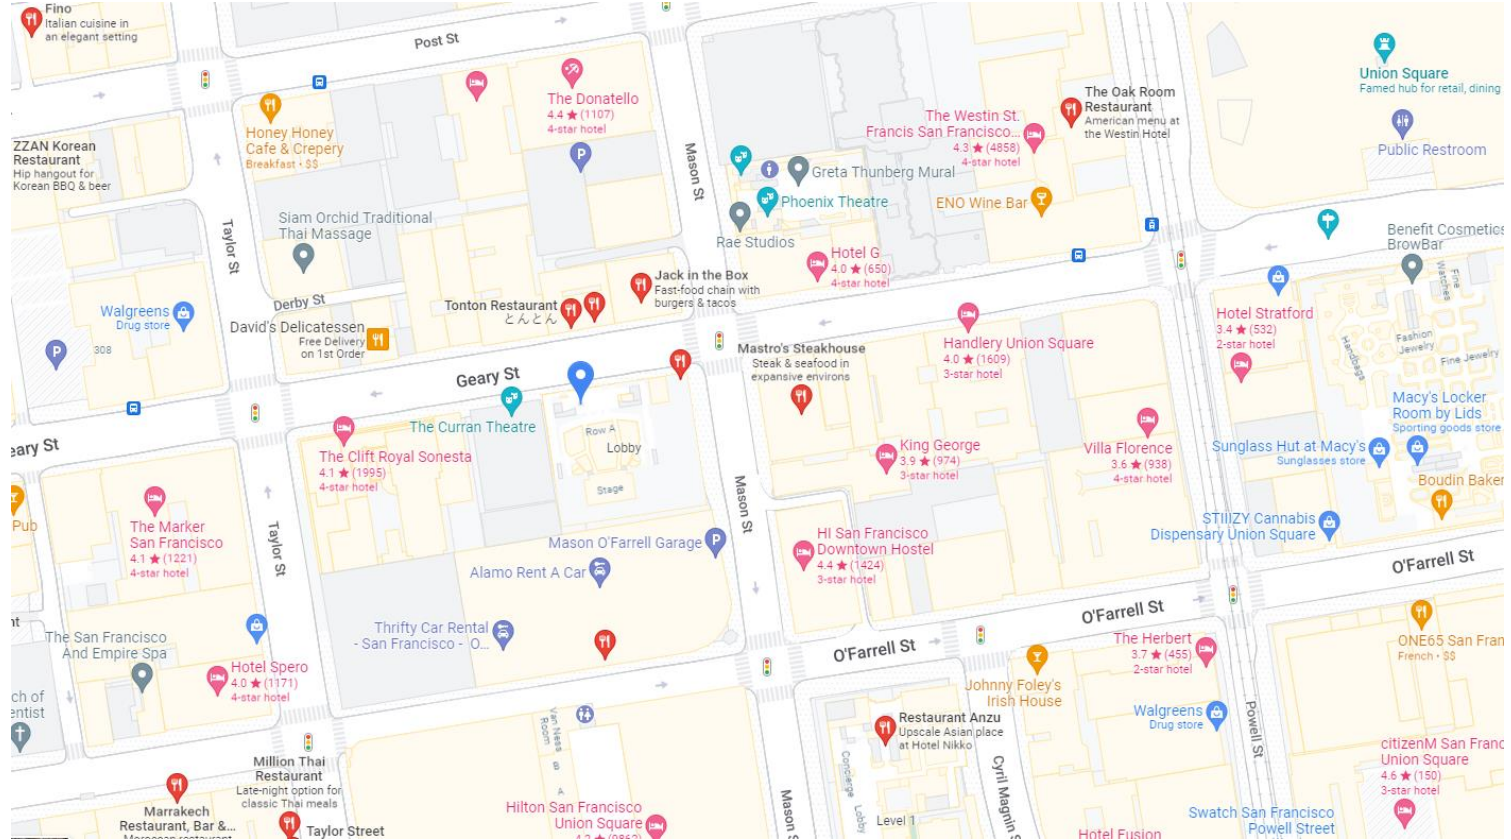 Fino
Italian cuisine in
an elegant setting
Post St
Union Square
Famed hub for retail, dining
The Donatello
4.4 ★ (1107)
4-star hotel
The Oak Room
Restaurant
American menu at
the Westin Hotel
The Westin St.
Francis San Francisco...
4.3 ★ (4858)
4-star hotel
Honey Honey
Cafe & Crepery
Breakfast • $$
ZZAN Korean
Restaurant
Hip hangout for
Korean BBQ & beer
P
Public Restroom
Mason St
Greta Thunberg Mural
Phoenix Theatre
ENO Wine Bar
Siam Orchid Traditional
Thai Massage
Taylor St
Rae Studios
Benefit Cosmetics
BrowBar
Hotel G
4.0 ★ (650)
4-star hotel
Jack in the Box
Fast-food chain with
burgers & tacos
Fine
Watches
Derby St
Tonton Restaurant
とんとん
Walgreens
Drug store
David's Delicatessen
Free Delivery
on 1st Order
P
308
Hotel Stratford
3.4 ★ (532)
2-star hotel
Handlery Union Square
4.0 ★ (1609)
3-star hotel
Mastro's Steakhouse
Steak & seafood in
expansive environs
Handbags
Fashion
Jewelry
Fine Jewelry
Geary St
Macy's Locker
Room by Lids
Sporting goods store
The Curran Theatre
Row A
Lobby
Stage
eary St
The Clift Royal Sonesta
4.1 ★ (1995)
4-star hotel
King George
3.9 ★ (974)
3-star hotel
Villa Florence
3.6 ★ (938)
4-star hotel
Sunglass Hut at Macy's
Sunglasses store
Boudin Baker
Pub
The Marker
San Francisco
4.1 ★ (1221)
4-star hotel
Taylor St
Mason St
STIIIZY Cannabis
Dispensary Union Square
Mason O'Farrell Garage
P
HI San Francisco
Downtown Hostel
4.4 ★ (1424)
3-star hotel
Alamo Rent A Car
O'Farrell St
O'Farrell St
Thrifty Car Rental
- San Francisco - O...
nt
The San Francisco
And Empire Spa
O'Farrell St
The Herbert
3.7 ★ (455)
2-star hotel
ONE65 San Fran
French • $$
Hotel Spero
4.0 ★ (1171)
4-star hotel
Johnny Foley's
Irish House
ch of
entist
Van Ness
Room
A
Walgreens
Drug store
Powell St
Restaurant Anzu
Upscale Asian place
at Hotel Nikko
citizenM San Franc
Union Square
4.6 ★ (150)
3-star hotel
Million Thai
Restaurant
Late-night option for
classic Thai meals
Concierge
Lobby
Cyril Magnin S
Marrakech
Restaurant, Bar &...
Hilton San Francisco
Union Square
Mason S
Level 1
Swatch San Francisco
Powell Street
Taylor Street
Hotel Fusion